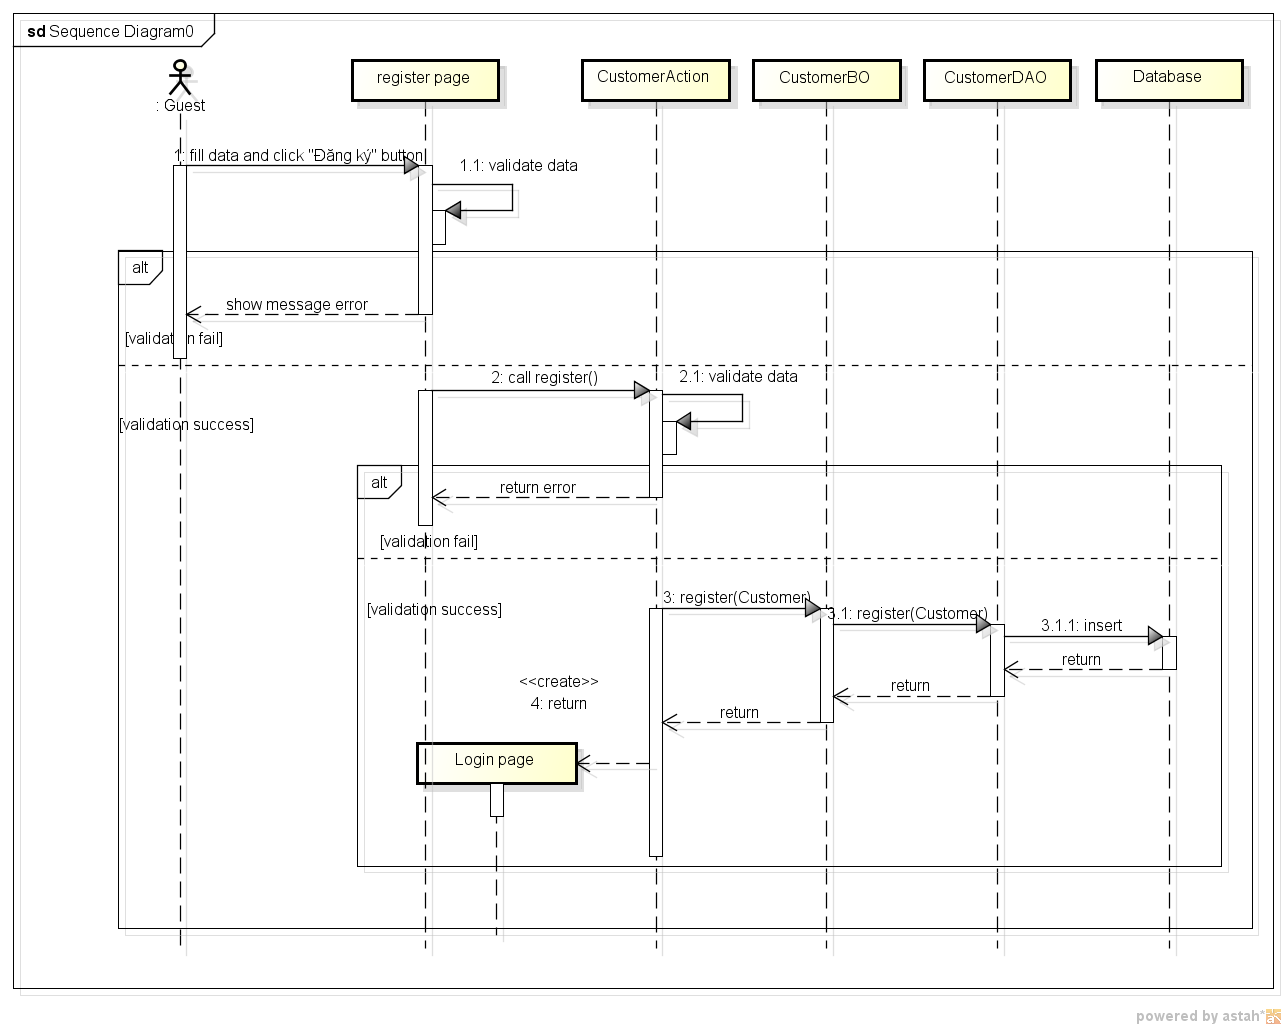 sd Sequence Diagram0
: Guest
register page
CustomerAction
CustomerBO
CustomerDAO
Database
1: fill data and click "Đăng ký" button
1.1: validate data
alt
show message error
[validation fail]
2: call register()
2.1: validate data
[validation success]
alt
return error
[validation fail]
[validation success]
3: register(Customer)
3.1: register(Customer)
3.1.1: insert
return
return
return
<<create>>
4: return
Login page
powered by astah*